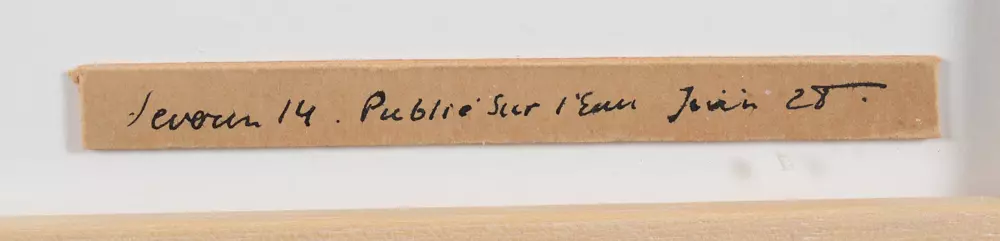 Severin 14. Publié sur l'Eau Juin 28.